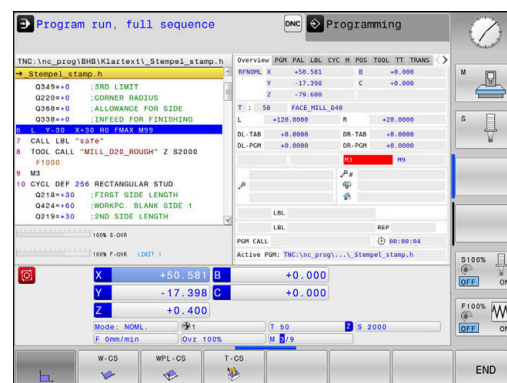 Program run, full sequence
DNC
Programming
TNC:\nc_prog\BHB\Klartext\_Stempel_stamp.h
→_Stempel_stamp.h
Q349=+0 ;3RD LIMIT
Q220=+0 ;CORNER RADIUS
Q368=+0 ;ALLOWANCE FOR SIDE
Q338=+0 ;INFEED FOR FINISHING
6 L Y-30 X+30 R0 FMAX M99
7 CALL LBL "safe"
8 TOOL CALL "MILL_D20_ROUGH" Z S2000
F1000
9 M3
10 CYCL DEF 256 RECTANGULAR STUD
Q218=+30 ;FIRST SIDE LENGTH
Q424=+60 ;WORKPC. BLANK SIDE 1
Q219=+30 ;2ND SIDE LENGTH
100% S-OVR
100% F-OVR LIMIT 1
Overview PGM PAL LBL CYC M POS TOOL TT TRANS
RFNOML X +50.581 B +0.000
Y -17.398 C +0.000
Z -79.600
T : 50 FACE_MILL_D40
L +120.0000 R +20.0000
DL-TAB +0.0000 DR-TAB +0.0000
DL-PGM +0.0000 DR-PGM +0.0000
M3 M9
P
LBL
LBL REP
PGM CALL 00:00:04
Active PGM: TNC:\nc_prog\...\_Stempel_stamp.h
X +50.581 B +0.000
Y -17.398 C +0.000
Z +0.400
Mode: NOML. 1 T 50 Z S 2000
F 0mm/min Ovr 100% M 5/9
M
S
S100%
OFF ON
F100%
OFF ON
W-CS WPL-CS T-CS
END